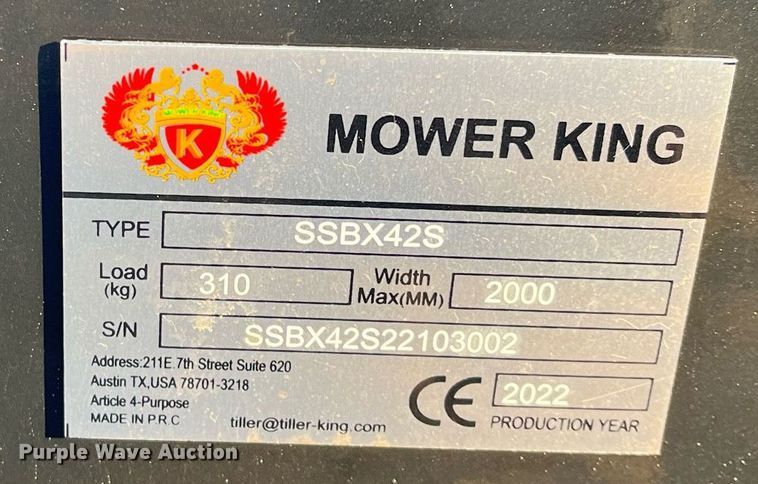 MOWER KING
K
MOWER KING
TYPE SSBX42S
Load (kg) 310 Width Max(MM) 2000
S/N SSBX42S22103002
Address:211E.7th Street Suite 620
Austin TX,USA 78701-3218
Article 4-Purpose
MADE IN P.R.C tiller@tiller-king.com
CE 2022
PRODUCTION YEAR
Purple Wave Auction